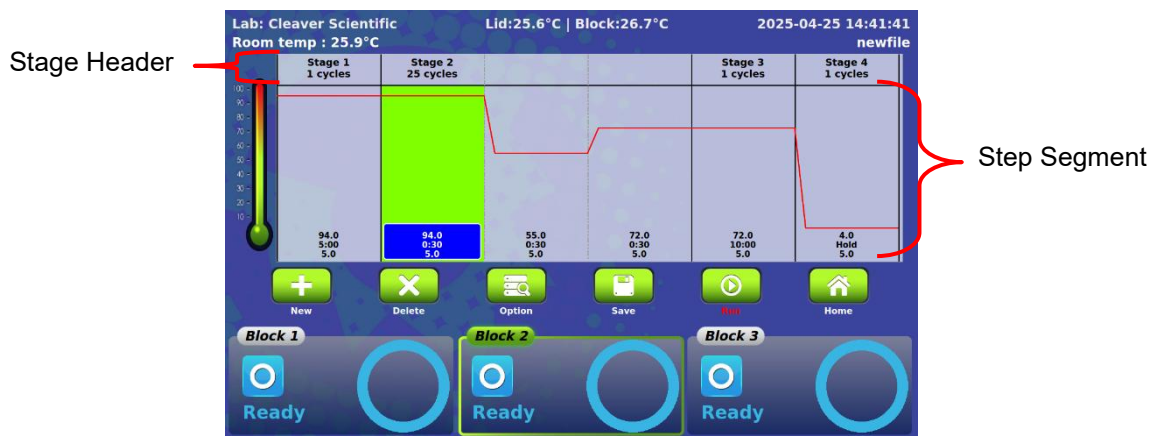 Lab: Cleaver Scientific Lid:25.6°C | Block:26.7°C 2025-04-25 14:41:41
Room temp : 25.9°C newfile
Stage Header
Stage 1 Stage 2 Stage 3 Stage 4
1 cycles 25 cycles 1 cycles 1 cycles
100
90
80
70
60
50
40
30
20
10
Step Segment
94.0 94.0 55.0 72.0 72.0 4.0
5:00 0:30 0:30 0:30 10:00 Hold
5.0 5.0 5.0 5.0 5.0 5.0
New Delete Option Save Run Home
Block 1 Block 2 Block 3
Ready Ready Ready